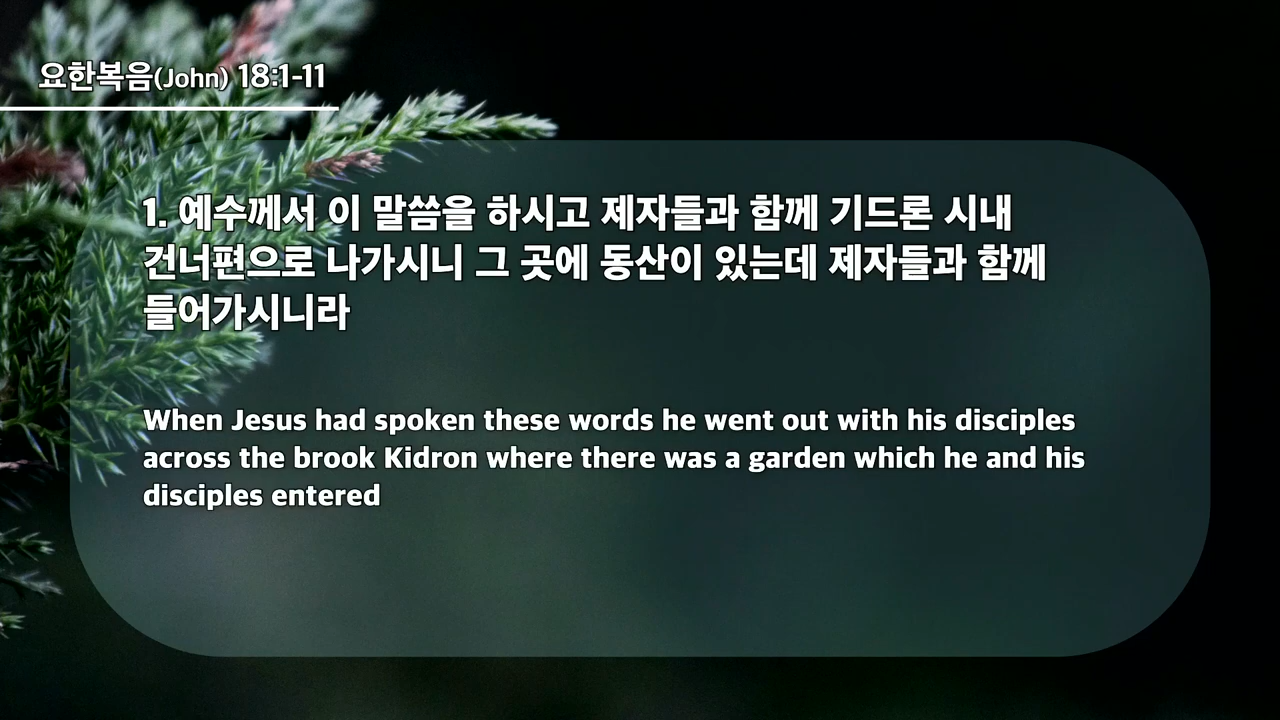 요한복음(John) 18:1-11
1. 예수께서 이 말씀을 하시고 제자들과 함께 기드론 시내
건너편으로 나가시니 그 곳에 동산이 있는데 제자들과 함께
들어가시니라
When Jesus had spoken these words he went out with his disciples
across the brook Kidron where there was a garden which he and his
disciples entered